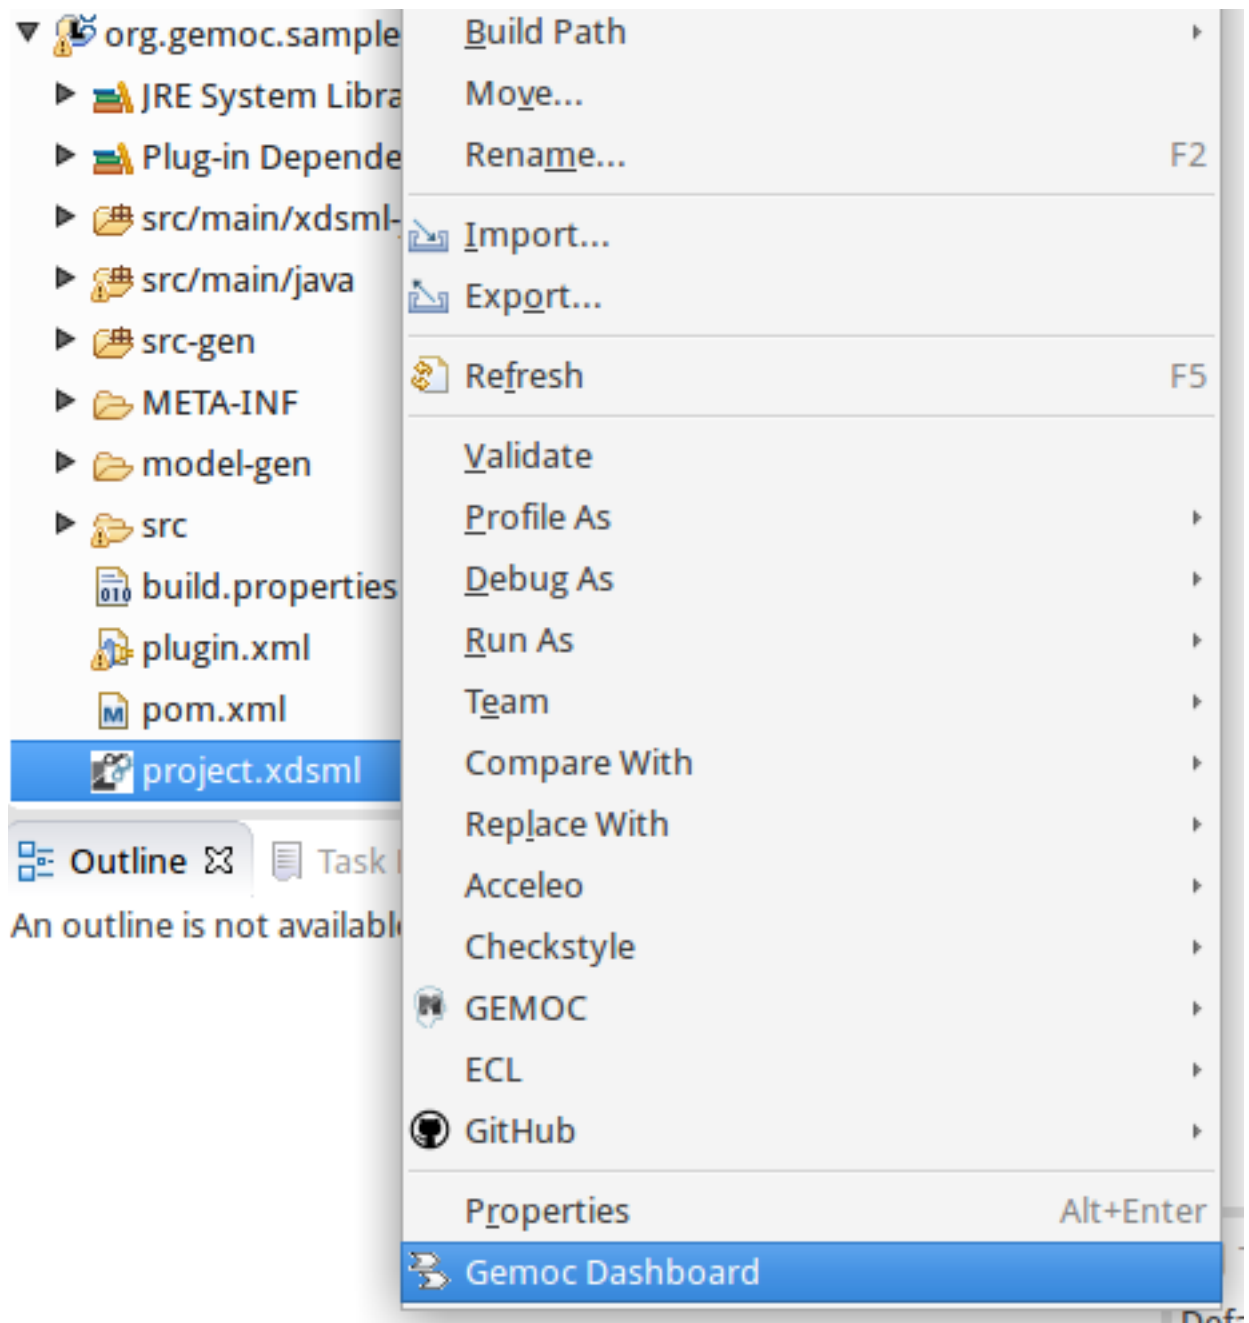 org.gemoc.sample
JRE System Libra
Plug-in Depende
src/main/xdsml-
src/main/java
src-gen
META-INF
model-gen
src
build.properties
plugin.xml
pom.xml
project.xdsml
Outline
Task
An outline is not availabl
Build Path
Move...
Rename... F2
Import...
Export...
Refresh F5
Validate
Profile As
Debug As
Run As
Team
Compare With
Replace With
Acceleo
Checkstyle
GEMOC
ECL
GitHub
Properties Alt+Enter
Gemoc Dashboard